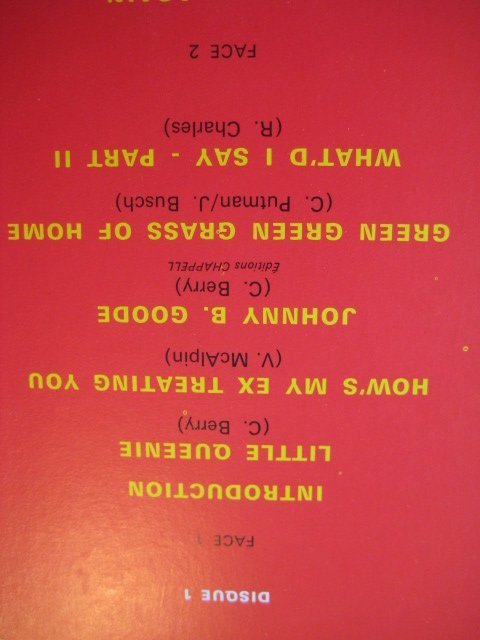 DISQUE 1
FACE 1
INTRODUCTION
LITTLE QUEENIE
(C. Berry)
HOW'S MY EX TREATING YOU
(V. McAlpin)
JOHNNY B. GOODE
(C. Berry)
Editions CHAPPELL
GREEN GREEN GRASS OF HOME
(C. Putman/J. Busch)
WHAT'D I SAY - PART II
(R. Charles)
FACE 2